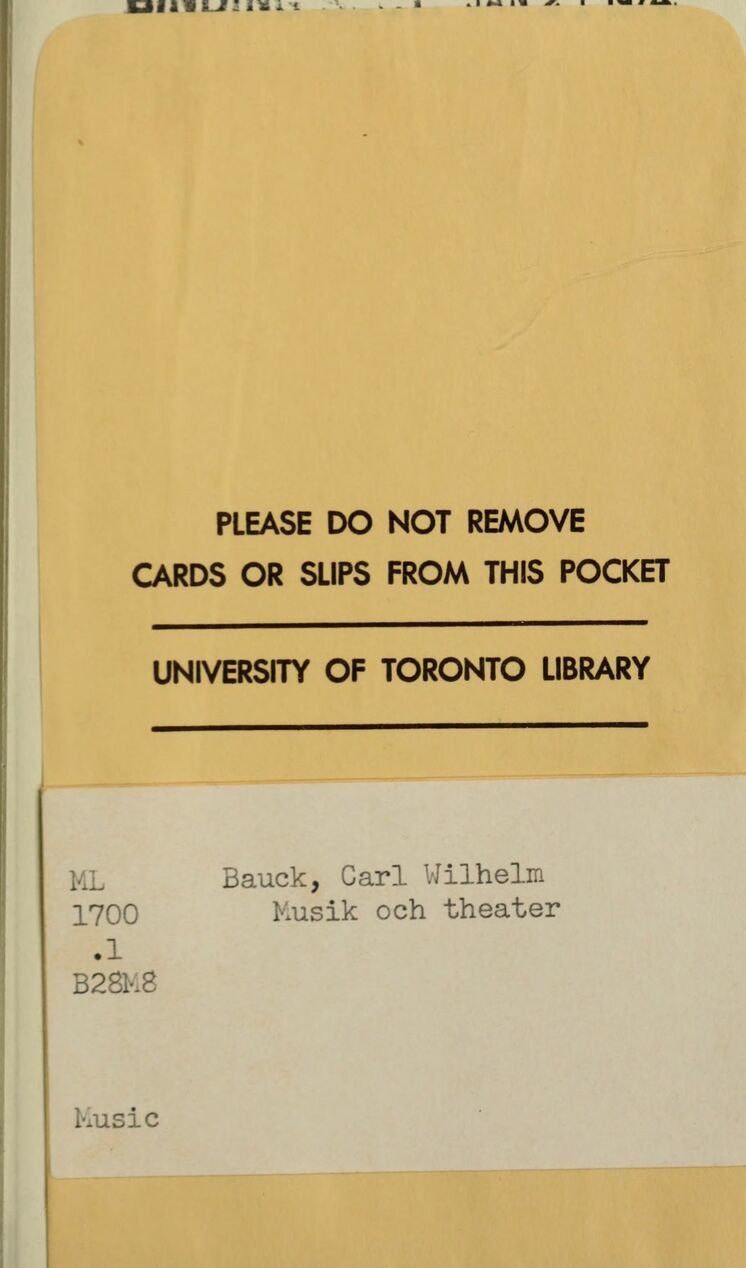 PLEASE DO NOT REMOVE
CARDS OR SLIPS FROM THIS POCKET
UNIVERSITY OF TORONTO LIBRARY
ML Bauck, Carl Wilhelm
1700 Musik och theater
.1
B28M8
Music